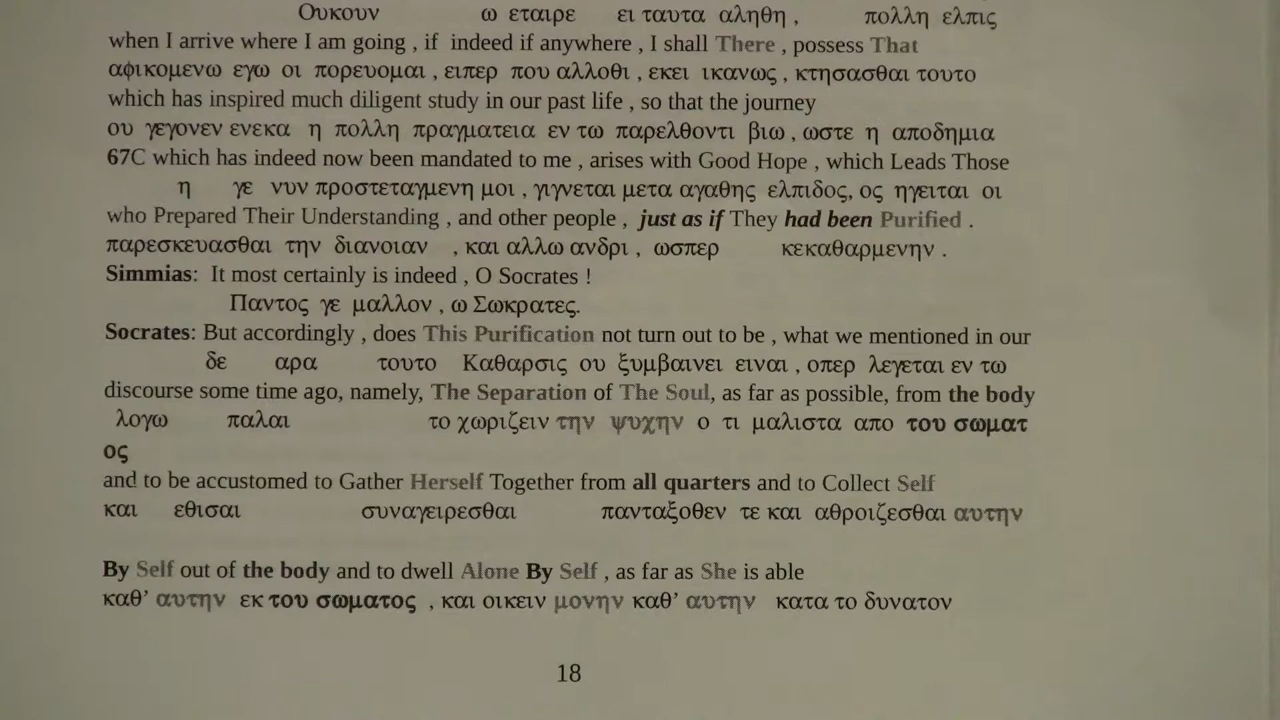 Ουκουν ω εταιρε ει ταυτα αληθη , πολλη ελπις
when I arrive where I am going , if indeed if anywhere , I shall There , possess That
αφικομενω εγω οι πορευομαι , ειπερ που αλλοθι , εκει ικανως , κτησασθαι τουτο
which has inspired much diligent study in our past life , so that the journey
ου γεγονεν ενεκα η πολλη πραγματεια εν τω παρελθοντι βιω , ωστε η αποδημια
67C which has indeed now been mandated to me , arises with Good Hope , which Leads Those
η γε νυν προστεταγμενη μοι , γιγνεται μετα αγαθης ελπιδος, ος ηγειται οι
who Prepared Their Understanding , and other people , just as if They had been Purified .
παρεσκευασθαι την διανοιαν , και αλλω ανδρι , ωσπερ κεκαθαρμενην .
Simmias: It most certainly is indeed , O Socrates !
Παντος γε μαλλον , ω Σωκρατες.
Socrates: But accordingly , does This Purification not turn out to be , what we mentioned in our
δε αρα τουτο Καθαρσις ου ξυμβαινει ειναι , οπερ λεγεται εν τω
discourse some time ago, namely, The Separation of The Soul, as far as possible, from the body
λογω παλαι το χωριζειν την ψυχην ο τι μαλιστα απο του σωματ
ος
and to be accustomed to Gather Herself Together from all quarters and to Collect Self
και εθισαι συναγειρεσθαι πανταξοθεν τε και αθροιζεσθαι αυτην
By Self out of the body and to dwell Alone By Self , as far as She is able
καθ’ αυτην εκ του σωματος , και οικειν μονην καθ’ αυτην κατα το δυνατον
18